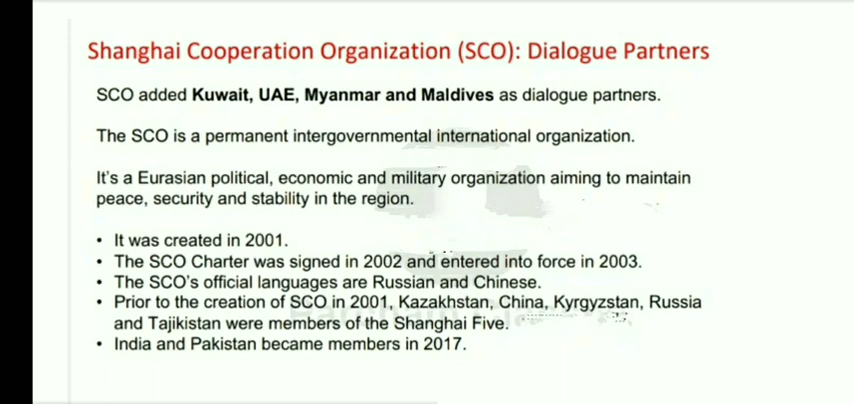 Shanghai Cooperation Organization (SCO): Dialogue Partners
SCO added Kuwait, UAE, Myanmar and Maldives as dialogue partners.
The SCO is a permanent intergovernmental international organization.
It's a Eurasian political, economic and military organization aiming to maintain
peace, security and stability in the region.
• It was created in 2001.
• The SCO Charter was signed in 2002 and entered into force in 2003.
• The SCO's official languages are Russian and Chinese.
• Prior to the creation of SCO in 2001, Kazakhstan, China, Kyrgyzstan, Russia
and Tajikistan were members of the Shanghai Five.
• India and Pakistan became members in 2017.